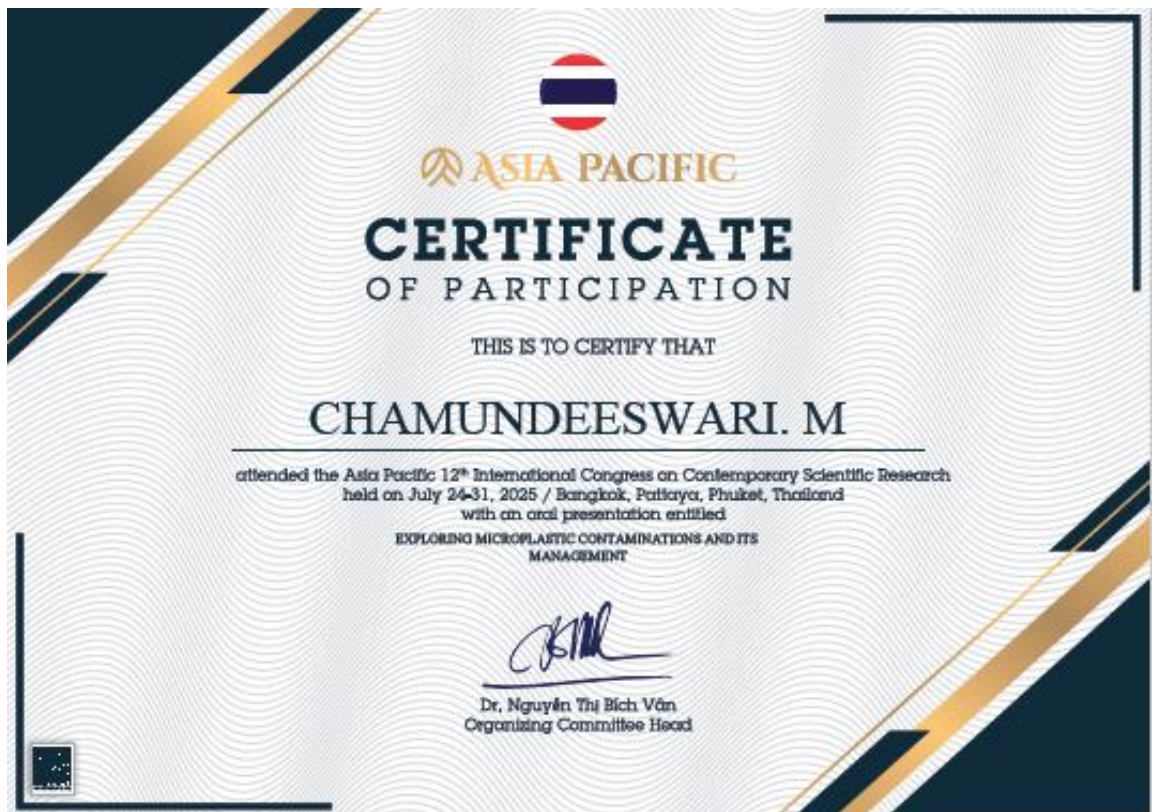 ASIA PACIFIC
CERTIFICATE
OF PARTICIPATION
THIS IS TO CERTIFY THAT
CHAMUNDEESWARI. M
attended the Asia Pacific 12th International Congress on Contemporary Scientific Research
held on July 24-31, 2025 / Bangkok, Pattaya, Phuket, Thailand
with an oral presentation entitled
EXPLORING MICROPLASTIC CONTAMINATIONS AND ITS
MANAGEMENT
Dr, Nguyễn Thị Bích Vân
Organizing Committee Head